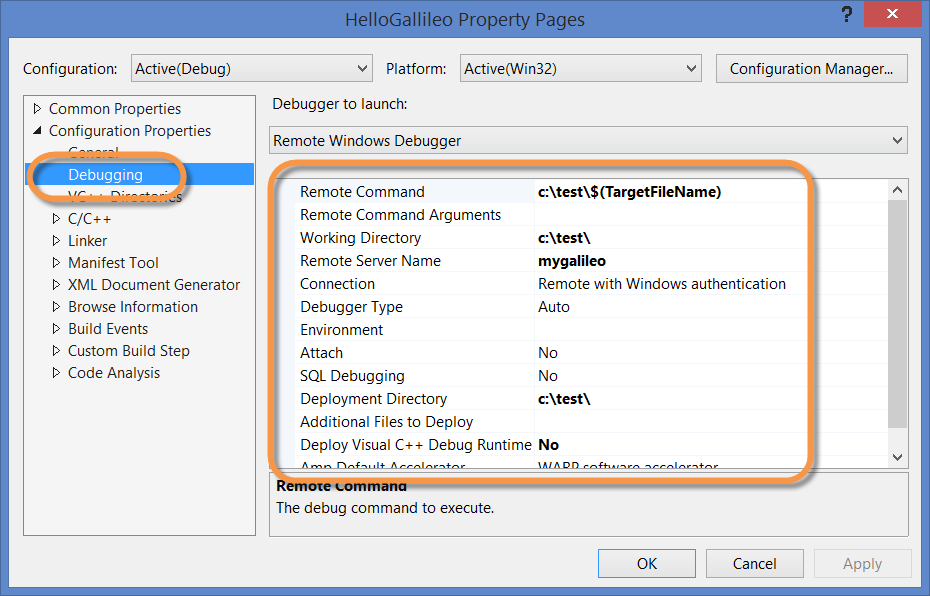 HelloGallileo Property Pages
?
Configuration: Active(Debug) Platform: Active(Win32) Configuration Manager...
Common Properties
Configuration Properties
General
Debugging
VC++ Directories
C/C++
Linker
Manifest Tool
XML Document Generator
Browse Information
Build Events
Custom Build Step
Code Analysis
Debugger to launch:
Remote Windows Debugger
Remote Command c:\test\$(TargetFileName)
Remote Command Arguments
Working Directory c:\test\
Remote Server Name mygalileo
Connection Remote with Windows authentication
Debugger Type Auto
Environment
Attach No
SQL Debugging No
Deployment Directory c:\test\
Additional Files to Deploy
Deploy Visual C++ Debug Runtime No
Amp Default Accelerator WARP software accelerator
Remote Command
The debug command to execute.
OK Cancel Apply